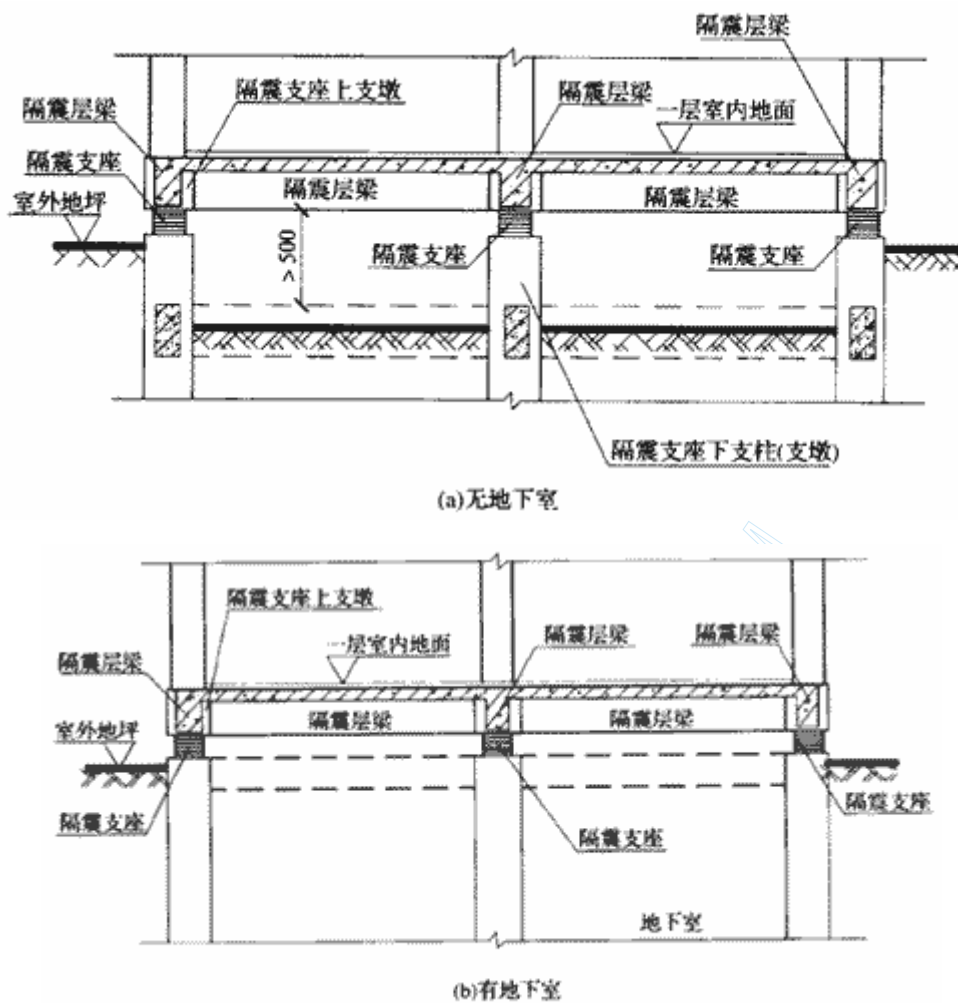 隔震层梁
隔震支座上支墩
隔震层梁
隔震层梁
一层室内地面
隔震支座
室外地坪
隔震层梁
隔震层梁
>500
隔震支座
隔震支座
隔震支座下支柱(支墩)
(a)无地下室
隔震支座上支墩
隔震层梁
隔震层梁
一层室内地面
隔震层梁
室外地坪
隔震层梁
隔震层梁
隔震支座
隔震支座
隔震支座
地下室
(b)有地下室